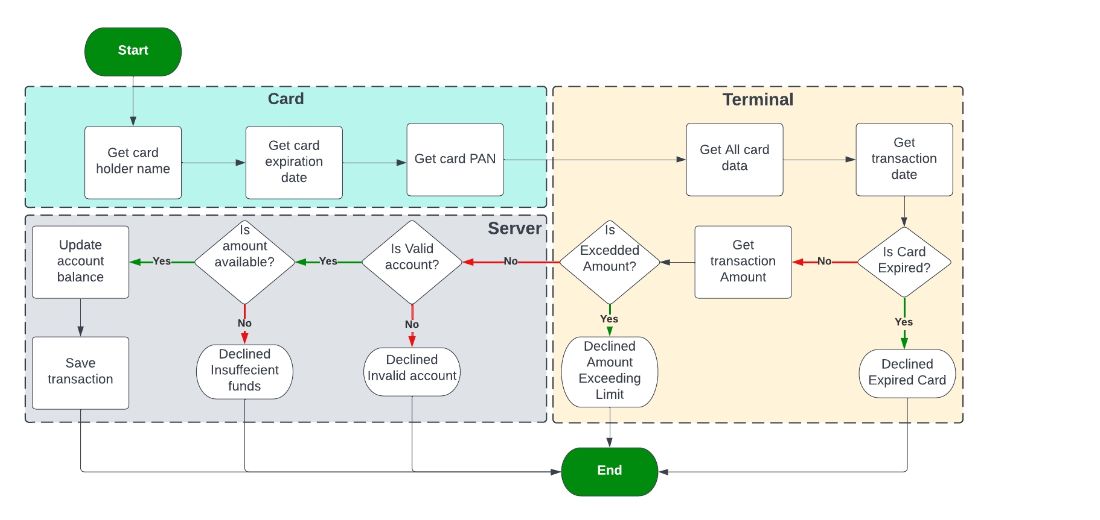 Start
Card
Get card
holder name
Get card
expiration
date
Get card PAN
Terminal
Get All card
data
Get
transaction
date
Server
Update
account
balance
Yes
Is
amount
available?
Yes
Is Valid
account?
No
Is
Excedded
Amount?
Get
transaction
Amount
No
Is Card
Expired?
No
No
Yes
Yes
Save
transaction
Declined
Insuffecient
funds
Declined
Invalid account
Declined
Amount
Exceeding
Limit
Declined
Expired Card
End